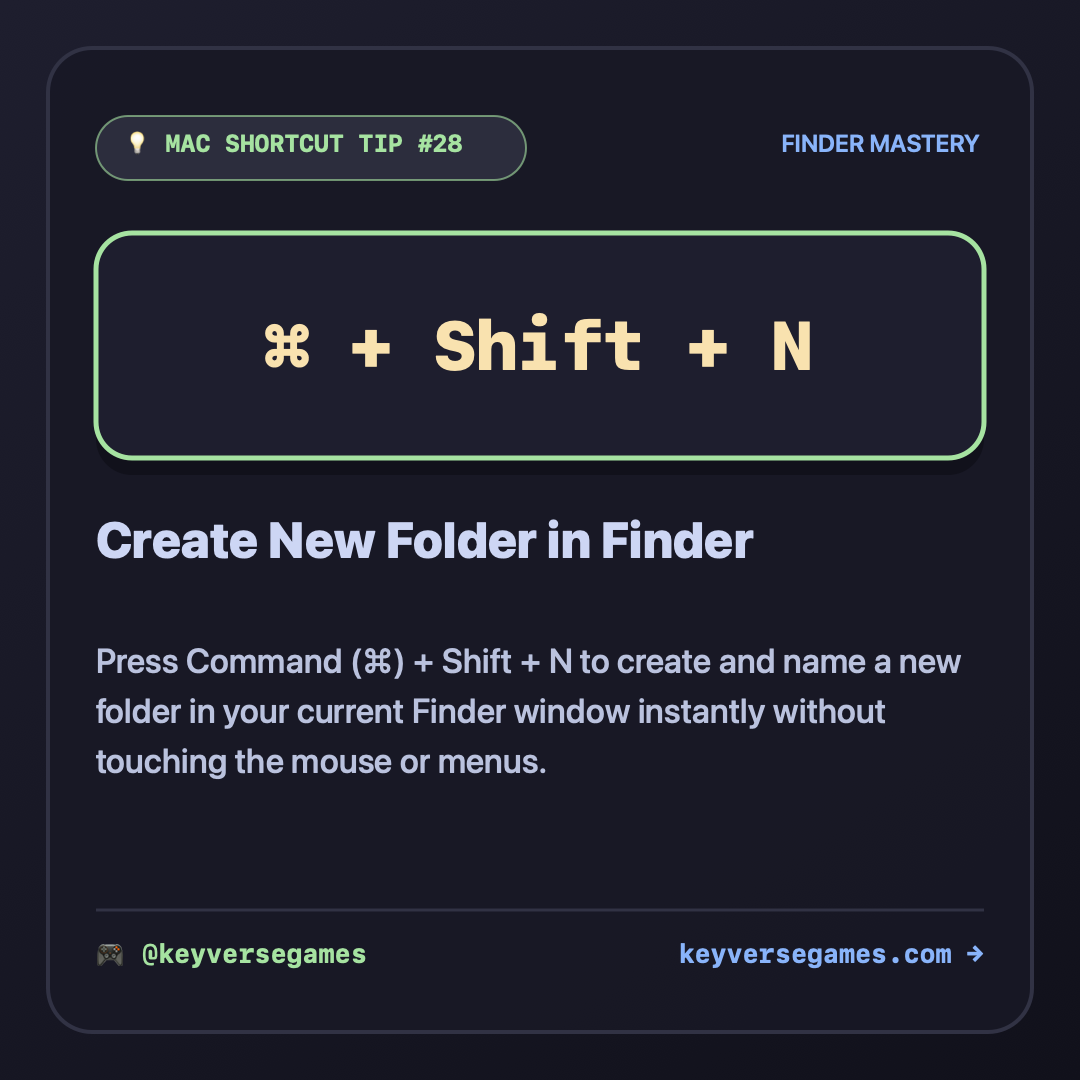 💡 MAC SHORTCUT TIP #28
FINDER MASTERY
⌘ + Shift + N
Create New Folder in Finder
Press Command (⌘) + Shift + N to create and name a new
folder in your current Finder window instantly without
touching the mouse or menus.
🎮 @keyversegames
keyversegames.com →